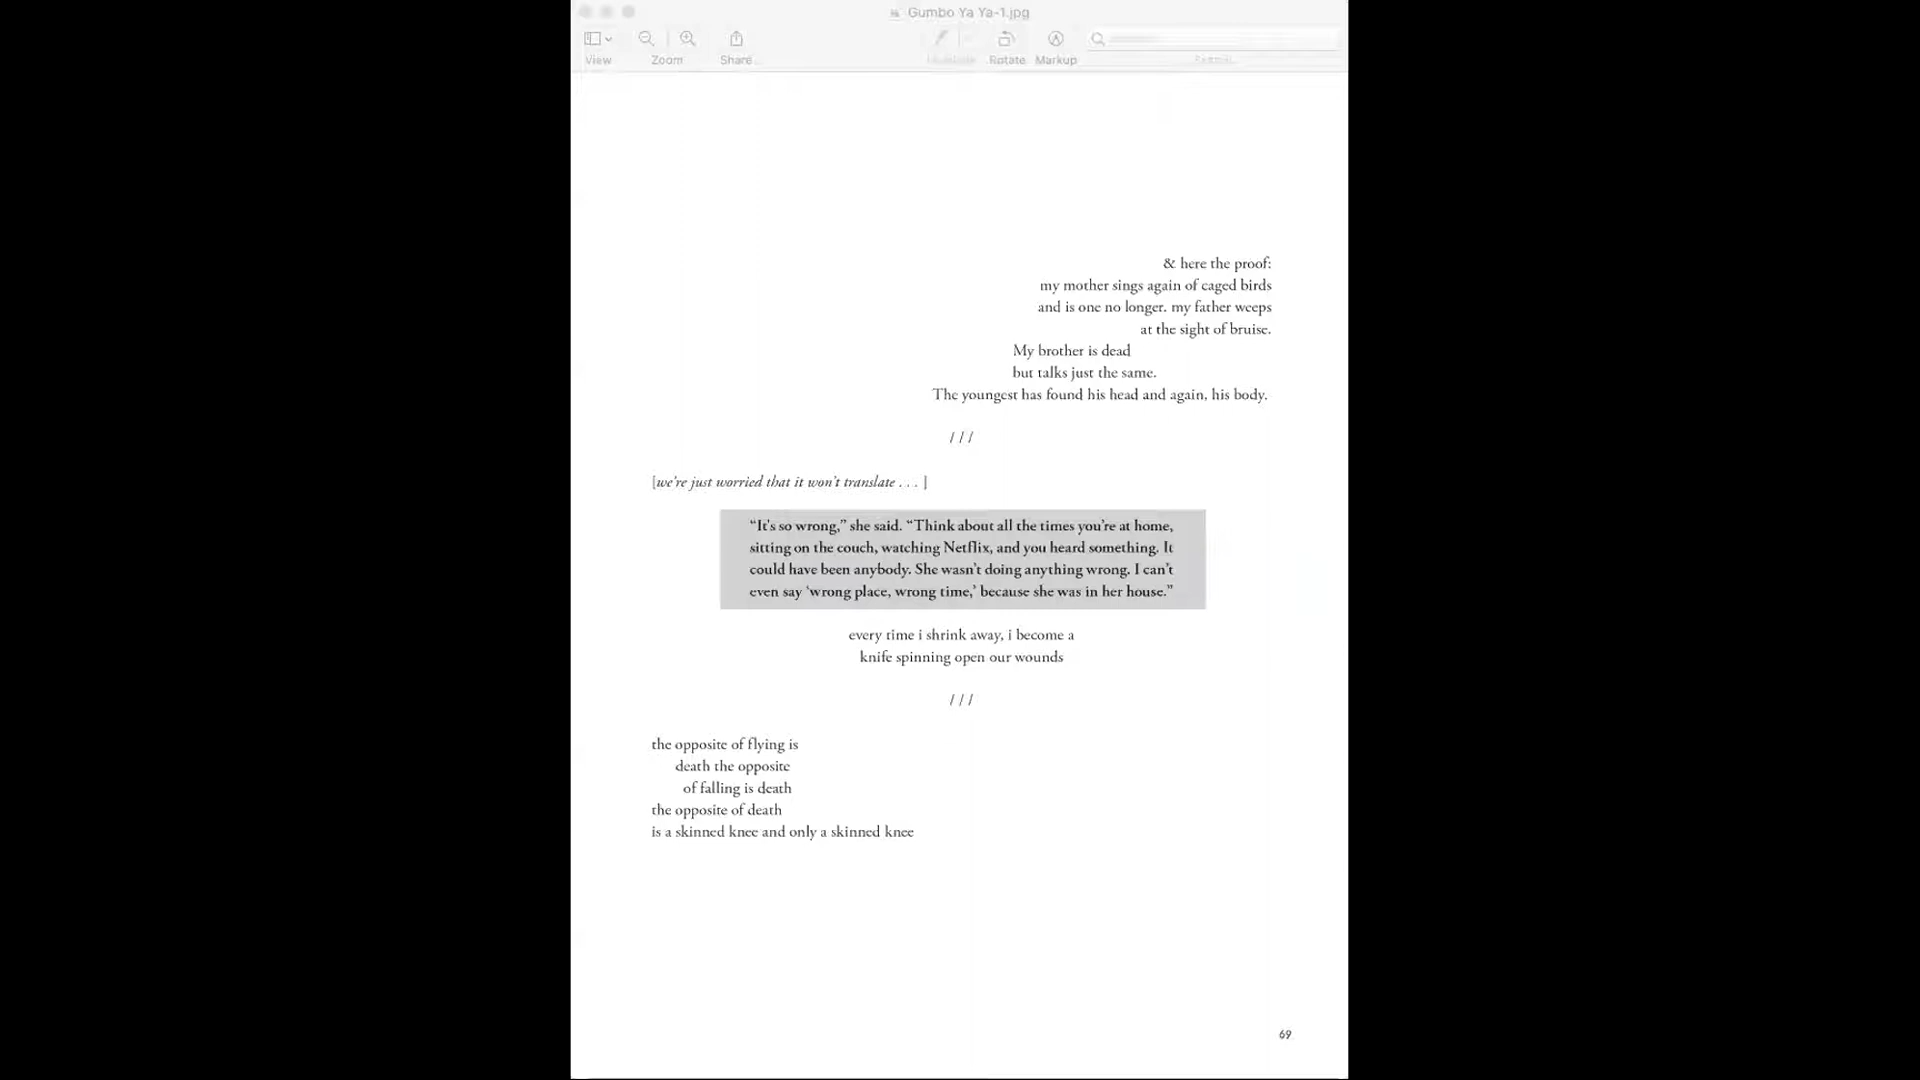 Gumbo Ya Ya-1.jpg
View
Zoom
Share
Rotate
Markup
& here the proof:
my mother sings again of caged birds
and is one no longer. my father weeps
at the sight of bruise.
My brother is dead
but talks just the same.
The youngest has found his head and again, his body.
/ / /
[we're just worried that it won't translate . . . ]
“It's so wrong,” she said. “Think about all the times you’re at home,
sitting on the couch, watching Netflix, and you heard something. It
could have been anybody. She wasn’t doing anything wrong. I can’t
even say ‘wrong place, wrong time,’ because she was in her house.”
every time i shrink away, i become a
knife spinning open our wounds
/ / /
the opposite of flying is
death the opposite
of falling is death
the opposite of death
is a skinned knee and only a skinned knee
69